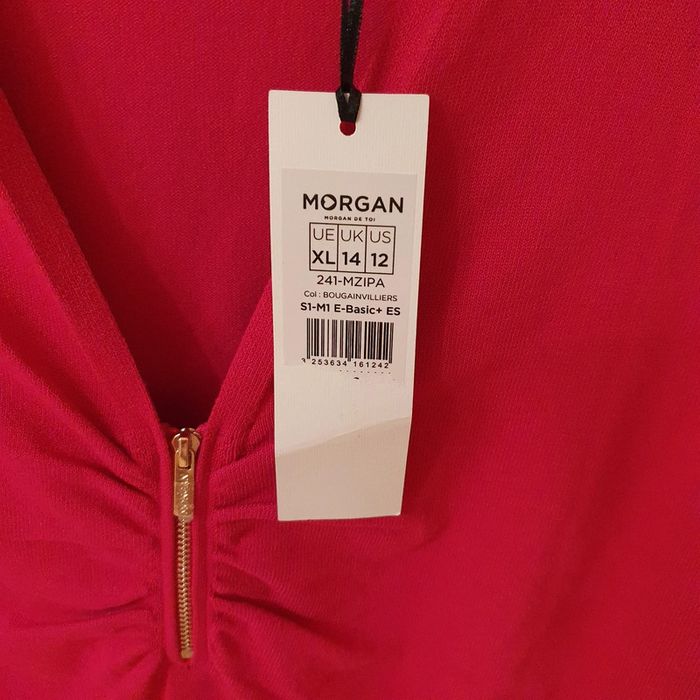 MORGAN
MORGAN DE TOI
UE UK US
XL 14 12
241-MZIPA
Col : BOUGAINVILLIERS
S1-M1 E-Basic+ ES
3 253634 161242